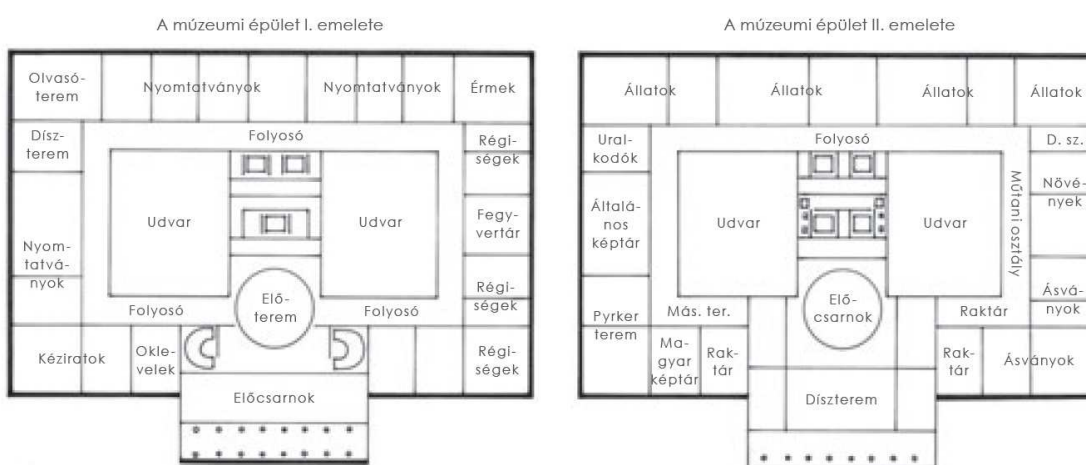 A múzeumi épület I. emelete
Olvasó-
terem
Nyomtatványok
Nyomtatványok
Érmek
Dísz-
terem
Folyosó
Régi-
ségek
Udvar
Udvar
Fegy-
vertár
Nyom-
tatvá-
nyok
Régi-
ségek
Folyosó
Elő-
terem
Folyosó
Kéziratok
Okle-
velek
Régi-
ségek
Előcsarnok
A múzeumi épület II. emelete
Állatok
Állatok
Állatok
Állatok
Ural-
kodók
Folyosó
D. sz.
Általá-
nos
képtár
Udvar
Udvar
Műtani osztály
Növé-
nyek
Pyrker
terem
Más. ter.
Elő-
csarnok
Raktár
Ásvá-
nyok
Ma-
gyar
képtár
Rak-
tár
Rak-
tár
Ásványok
Díszterem